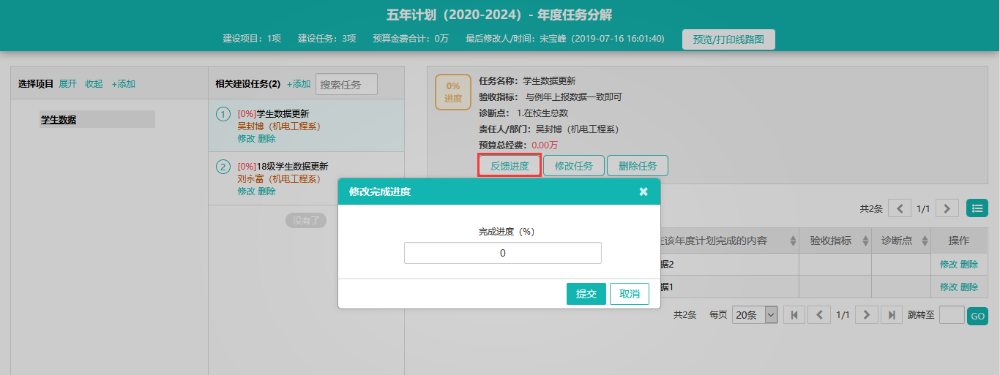 五年计划（2020-2024）- 年度任务分解
建设项目：1项 建设任务：3项 预算金费合计：0万 最后修改人/时间：宋宝峰（2019-07-16 16:01:40） 预览/打印线路图
选择项目 展开 收起 +添加
学生数据
相关建设任务(2) +添加 搜索任务
1 [0%]学生数据更新
吴封博（机电工程系）
修改 删除
2 [0%]18级学生数据更新
刘永富（机电工程系）
修改 删除
没有了
0%
进度
任务名称：学生数据更新
验收指标： 与例年上报数据一致即可
诊断点： 1.在校生总数
责任人/部门：吴封博（机电工程系）
预算总经费：0.00万
反馈进度 修改任务 删除任务
修改完成进度
完成进度（%）
0
提交 取消
共2条 1/1
该年度计划完成的内容 验收指标 诊断点 操作
据2 修改 删除
据1 修改 删除
共2条 每页 20条 1/1 跳转至 GO